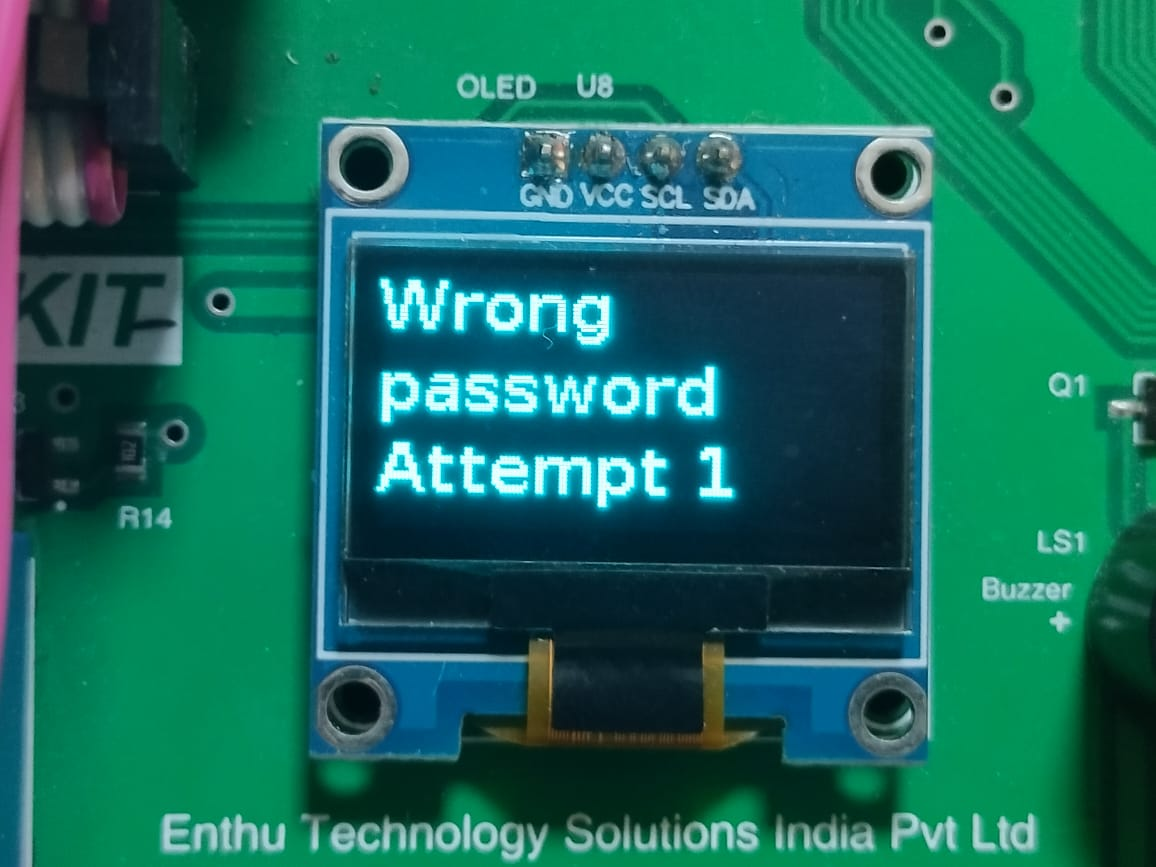 OLED U8
GND VCC SCL SDA
Wrong
password
Attempt 1
KIT
Q1
R14
LS1
Buzzer
+
Enthu Technology Solutions India Pvt Ltd